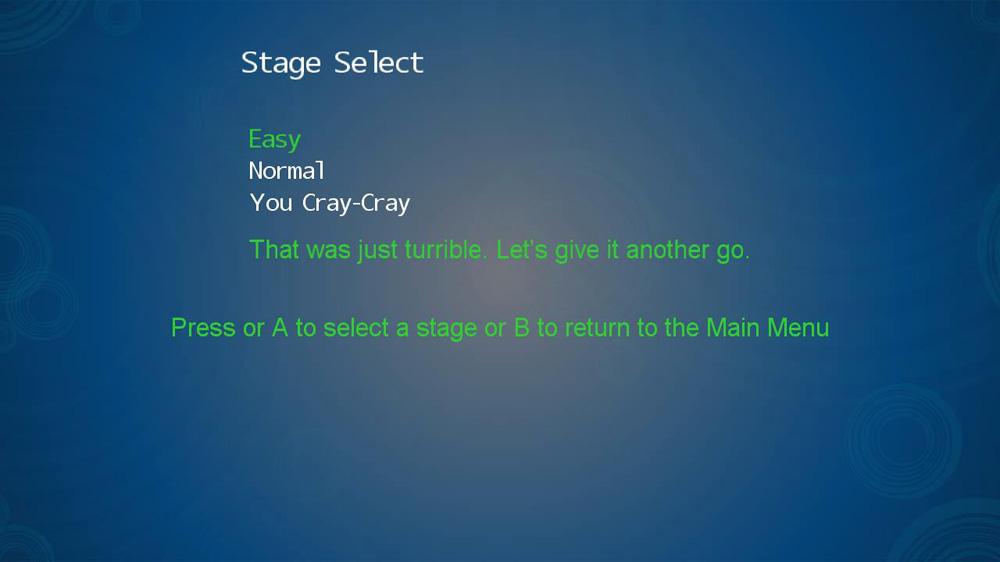 Stage Select
Easy
Normal
You Cray-Cray
That was just turrible. Let's give it another go.
Press or A to select a stage or B to return to the Main Menu